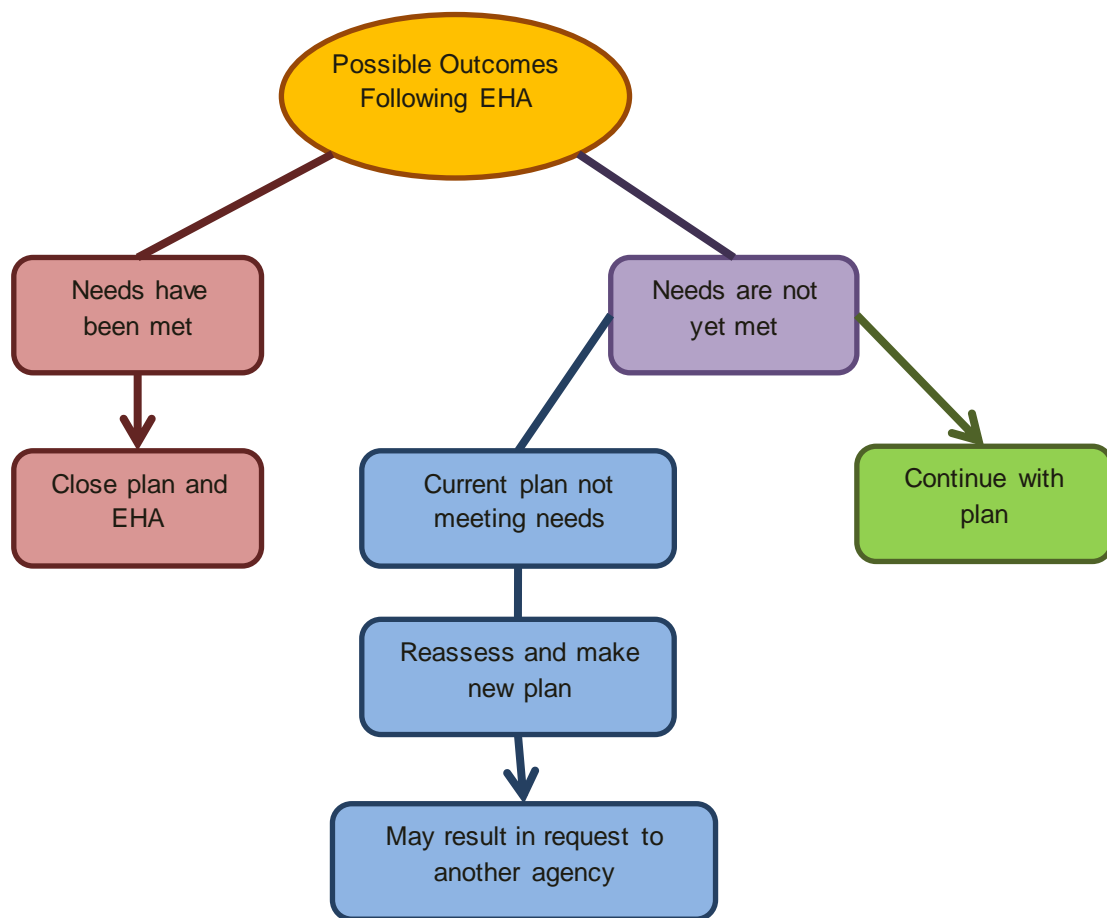 Possible Outcomes
Following EHA
Needs have
been met
Needs are not
yet met
Close plan and
EHA
Current plan not
meeting needs
Continue with
plan
Reassess and make
new plan
May result in request to
another agency